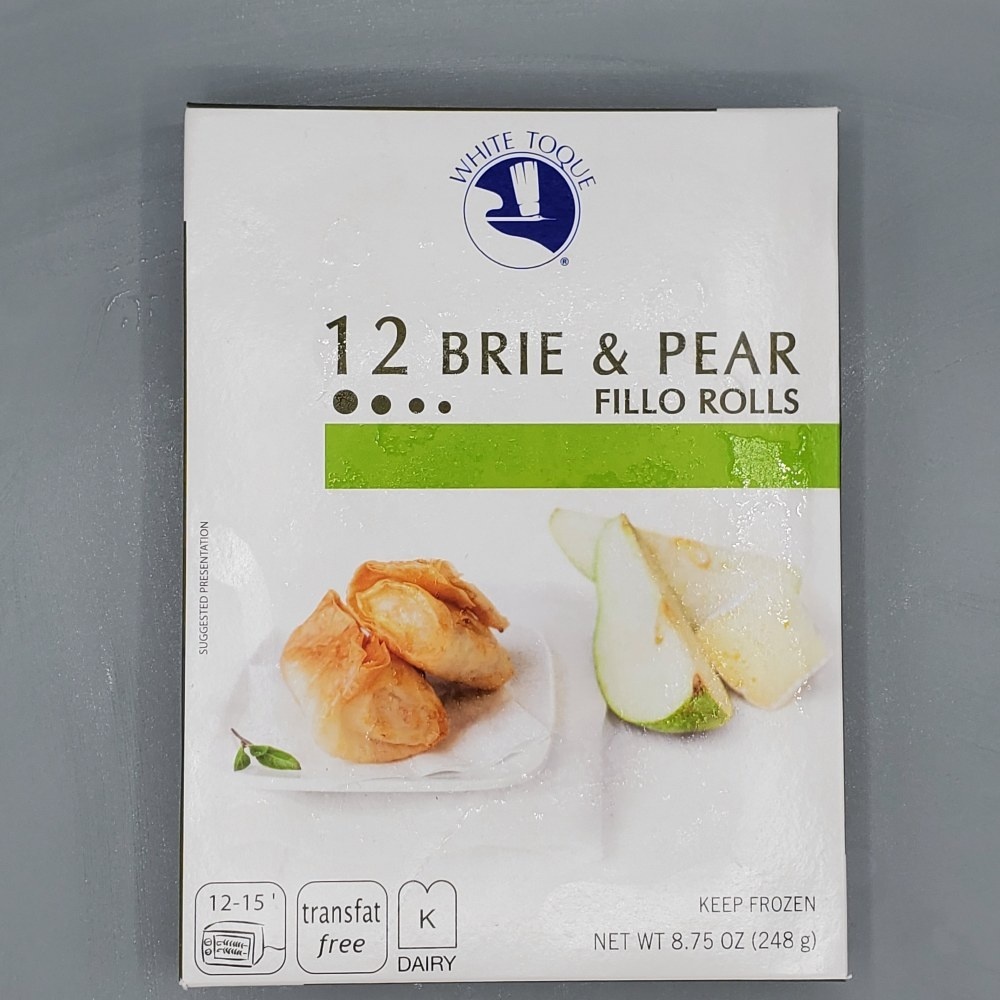 WHITE TOQUE
®
12 BRIE & PEAR
FILLO ROLLS
SUGGESTED PRESENTATION
12-15 '
transfat
free
K
DAIRY
KEEP FROZEN
NET WT 8.75 OZ (248 g)